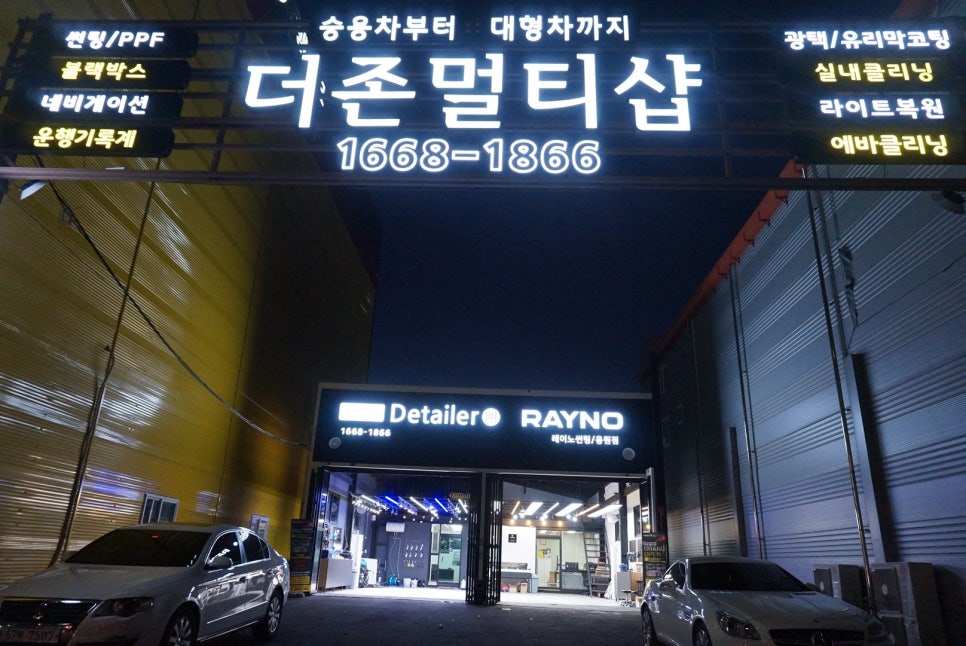 승용차부터 대형차까지
더존멀티샵
1668-1866
썬팅/PPF
블랙박스
네비게이션
운행기록계
광택/유리막코팅
실내클리닝
라이트복원
에바클리닝
Detailer
1668-1866
RAYNO
레이노썬팅/용원점
7507